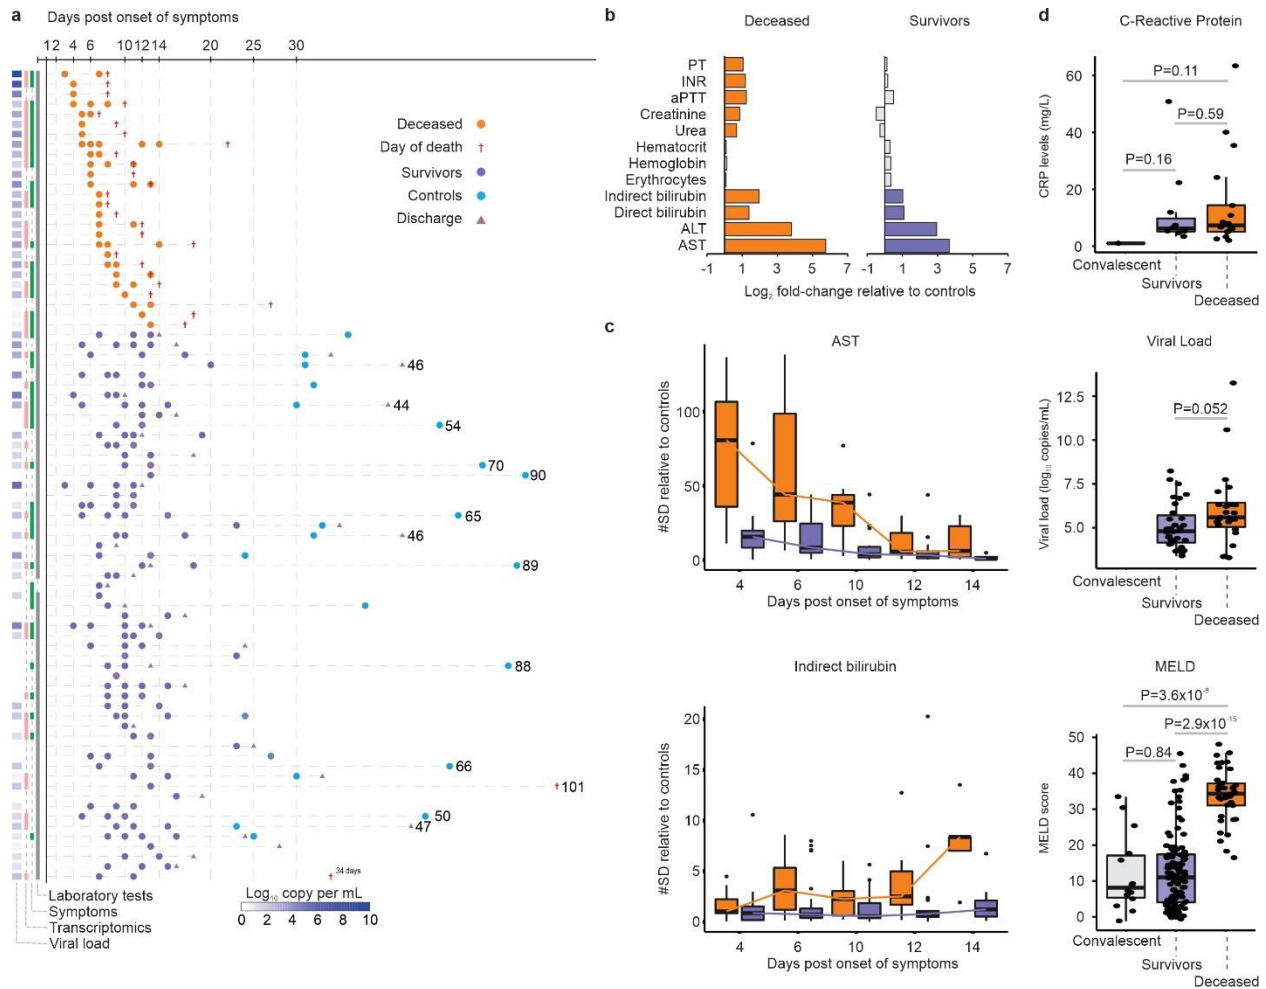 a
Days post onset of symptoms
1 2 4 6 10 12 14 20 25 30
Deceased
Day of death
Survivors
Controls
Discharge
46
44
54
70
90
65
46
89
88
66
101
50
47
34 days
Laboratory tests
Symptoms
Transcriptomics
Viral load
Log₁₀ copy per mL
0 2 4 6 8 10
b
Deceased Survivors
PT
INR
aPTT
Creatinine
Urea
Hematocrit
Hemoglobin
Erythrocytes
Indirect bilirubin
Direct bilirubin
ALT
AST
-1 1 3 5 7 -1 1 3 5 7
Log₂ fold-change relative to controls
c
AST
#SD relative to controls
100
50
0
4 6 10 12 14
Days post onset of symptoms
Indirect bilirubin
#SD relative to controls
20
15
10
5
0
4 6 10 12 14
Days post onset of symptoms
d
C-Reactive Protein
CRP levels (mg/L)
60
40
20
0
P=0.11
P=0.59
P=0.16
Convalescent
Survivors
Deceased
Viral Load
Viral load (log₁₀ copies/mL)
12.5
10.0
7.5
5.0
P=0.052
Convalescent
Survivors
Deceased
MELD
MELD score
50
40
30
20
10
0
P=3.6x10⁻⁸
P=2.9x10⁻¹⁵
P=0.84
Convalescent
Survivors
Deceased